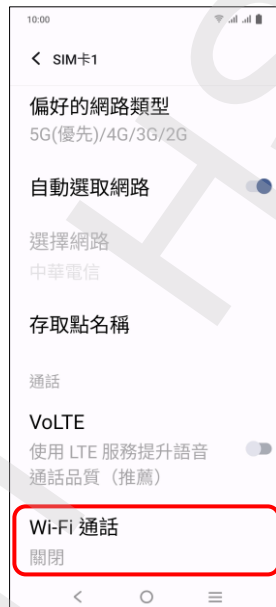 10:00
SIM卡1
偏好的網路類型
5G(優先)/4G/3G/2G
自動選取網路
選擇網路
中華電信
存取點名稱
通話
VoLTE
使用 LTE 服務提升語音
通話品質（推薦）
Wi-Fi 通話
關閉